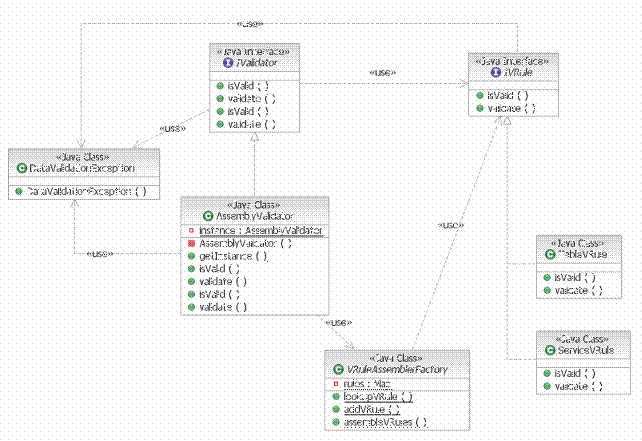 «use»
«Java Interface»
IValidator
isValid ( )
validate ( )
isValid ( )
validate ( )
«use»
«Java Interface»
IVRule
isValid ( )
validate ( )
«use»
«Java Class»
DataValidationException
DataValidationException ( )
«use»
«Java Class»
AssemblyValidator
instance : AssemblyValidator
AssemblyValidator ( )
getInstance ( )
isValid ( )
validate ( )
isValid ( )
validate ( )
«use»
«use»
«Java Class»
TableVRule
isValid ( )
validate ( )
«Java Class»
ServiceVRule
isValid ( )
validate ( )
«Java Class»
VRuleAssemblerFactory
rules : Map
lookupVRule ( )
addVRule ( )
assembleVRules ( )